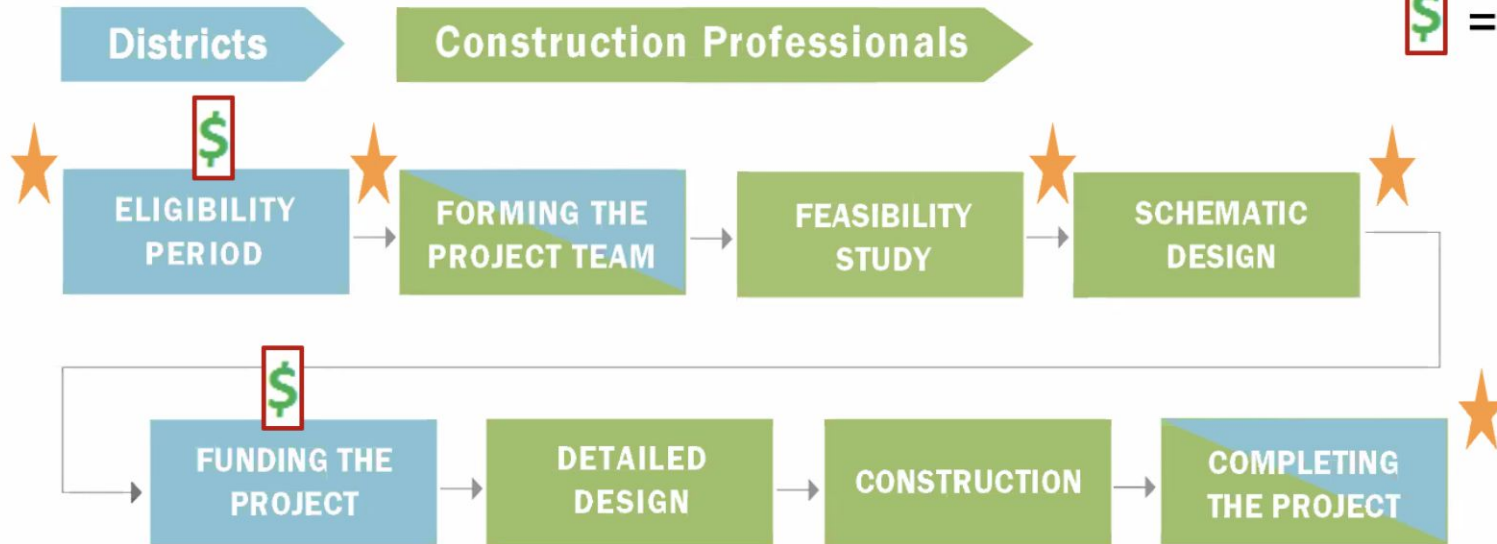 Districts
Construction Professionals
$ =
$
ELIGIBILITY
PERIOD
FORMING THE
PROJECT TEAM
FEASIBILITY
STUDY
SCHEMATIC
DESIGN
$
FUNDING THE
PROJECT
DETAILED
DESIGN
CONSTRUCTION
COMPLETING
THE PROJECT